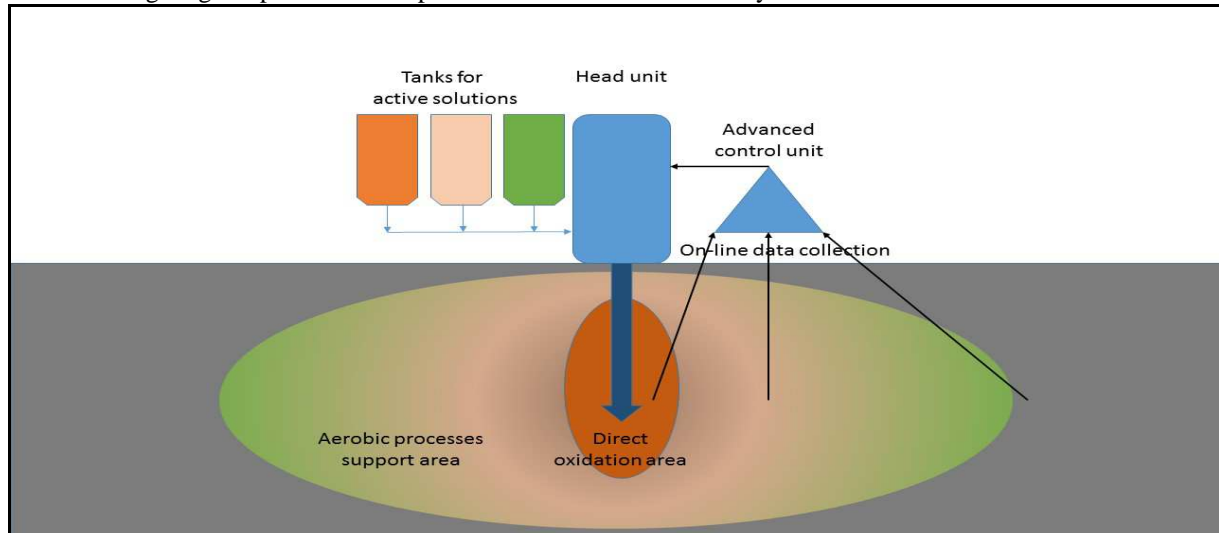 Tanks for
active solutions
Head unit
Advanced
control unit
On-line data collection
Aerobic processes
support area
Direct
oxidation area